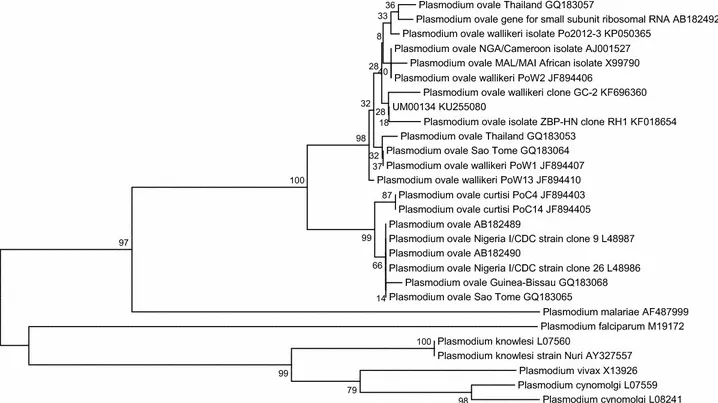 36 Plasmodium ovale Thailand GQ183057
33 Plasmodium ovale gene for small subunit ribosomal RNA AB182492
Plasmodium ovale wallikeri isolate Po2012-3 KP050365
8 Plasmodium ovale NGA/Cameroon isolate AJ001527
28 Plasmodium ovale MAL/MAI African isolate X99790
40 Plasmodium ovale wallikeri PoW2 JF894406
Plasmodium ovale wallikeri clone GC-2 KF696360
32 28 UM00134 KU255080
18 Plasmodium ovale isolate ZBP-HN clone RH1 KF018654
98 Plasmodium ovale Thailand GQ183053
32 Plasmodium ovale Sao Tome GQ183064
37 Plasmodium ovale wallikeri PoW1 JF894407
100 Plasmodium ovale wallikeri PoW13 JF894410
87 Plasmodium ovale curtisi PoC4 JF894403
Plasmodium ovale curtisi PoC14 JF894405
Plasmodium ovale AB182489
99 Plasmodium ovale Nigeria I/CDC strain clone 9 L48987
97 Plasmodium ovale AB182490
66 Plasmodium ovale Nigeria I/CDC strain clone 26 L48986
Plasmodium ovale Guinea-Bissau GQ183068
14 Plasmodium ovale Sao Tome GQ183065
Plasmodium malariae AF487999
Plasmodium falciparum M19172
100 Plasmodium knowlesi L07560
Plasmodium knowlesi strain Nuri AY327557
99 Plasmodium vivax X13926
79 Plasmodium cynomolgi L07559
98 Plasmodium cynomolgi L08241